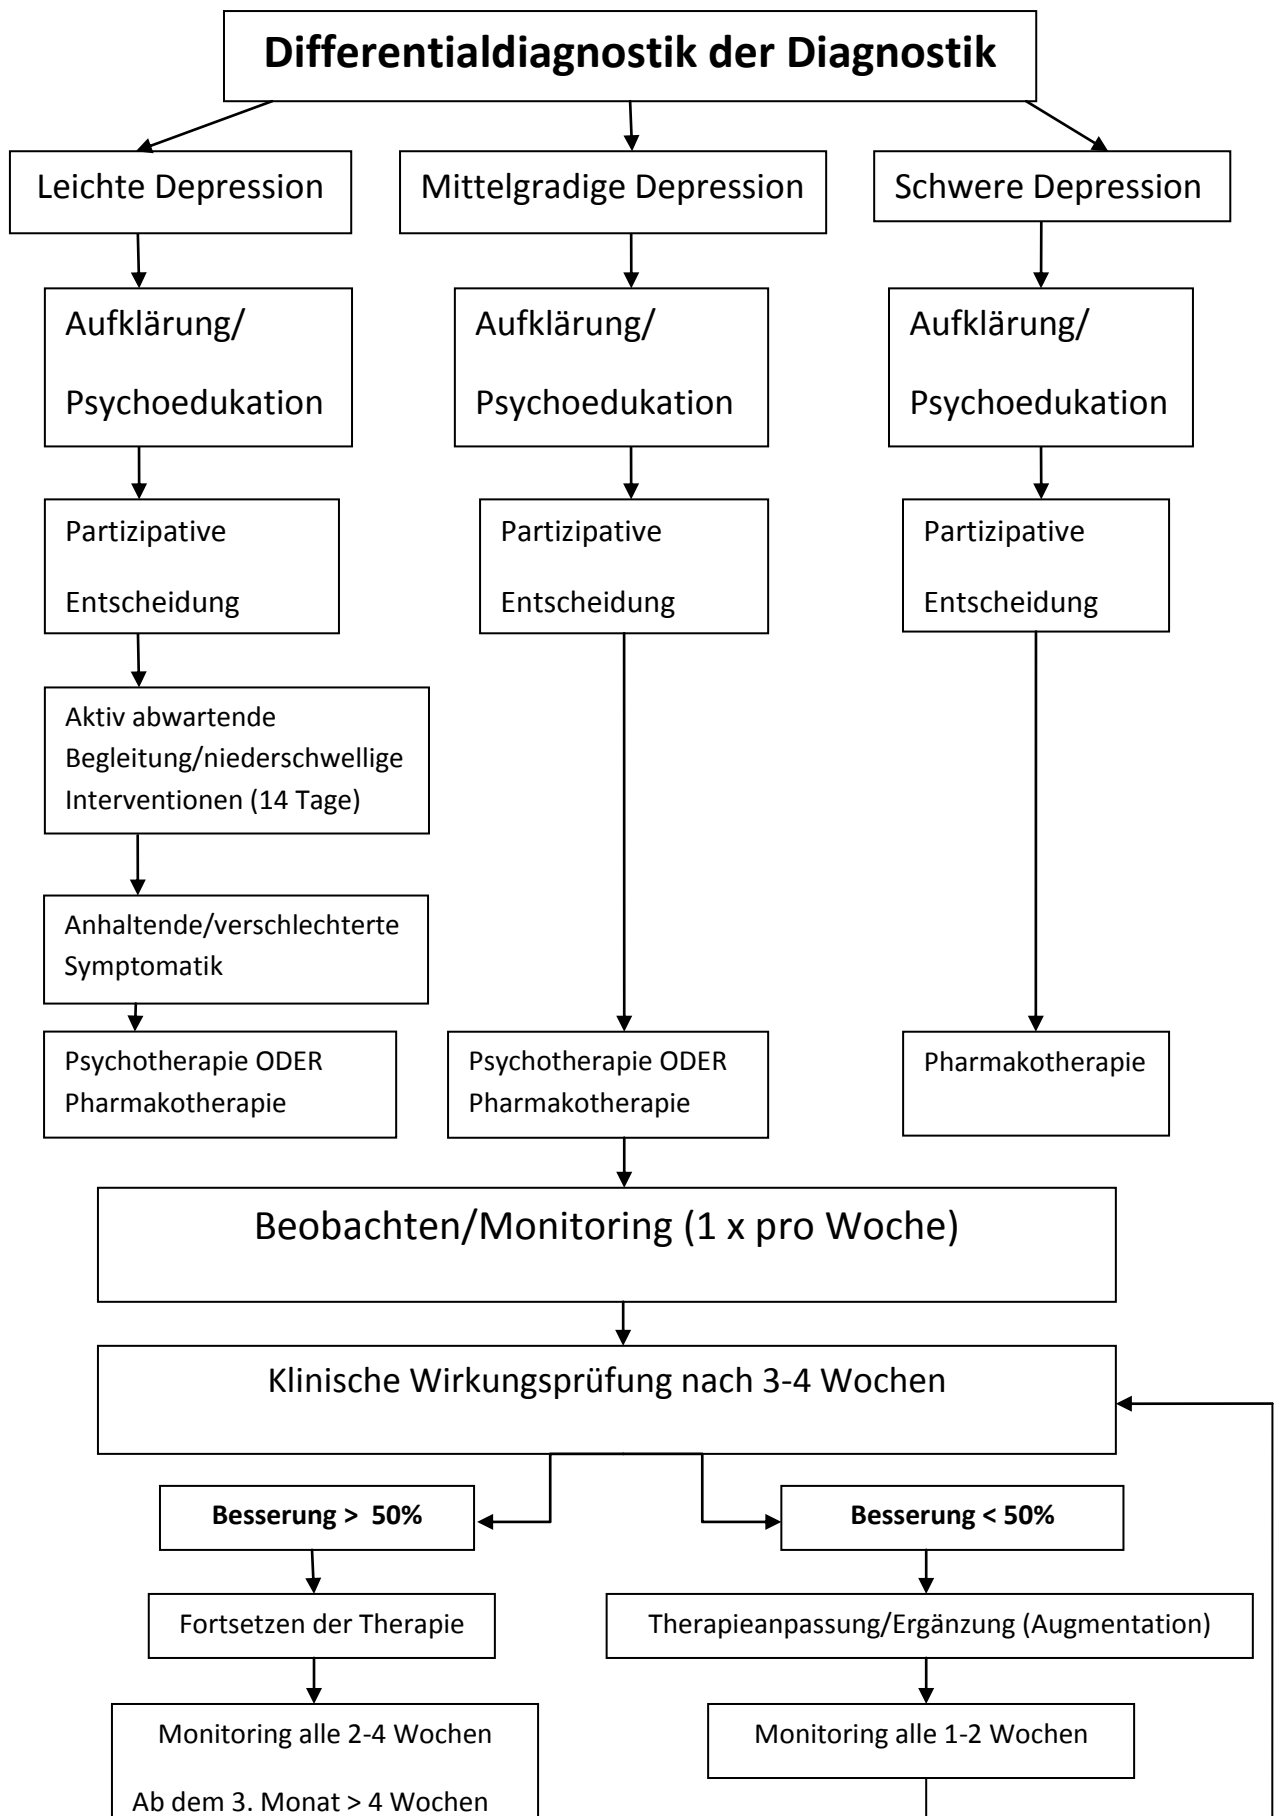 Differentialdiagnostik der Diagnostik
Leichte Depression
Mittelgradige Depression
Schwere Depression
Aufklärung/
Psychoedukation
Aufklärung/
Psychoedukation
Aufklärung/
Psychoedukation
Partizipative
Entscheidung
Partizipative
Entscheidung
Partizipative
Entscheidung
Aktiv abwartende
Begleitung/niederschwellige
Interventionen (14 Tage)
Anhaltende/verschlechterte
Symptomatik
Psychotherapie ODER
Pharmakotherapie
Psychotherapie ODER
Pharmakotherapie
Pharmakotherapie
Beobachten/Monitoring (1 x pro Woche)
Klinische Wirkungsprüfung nach 3-4 Wochen
Besserung >  50%
Besserung < 50%
Fortsetzen der Therapie
Therapieanpassung/Ergänzung (Augmentation)
Monitoring alle 2-4 Wochen
Ab dem 3. Monat > 4 Wochen
Monitoring alle 1-2 Wochen